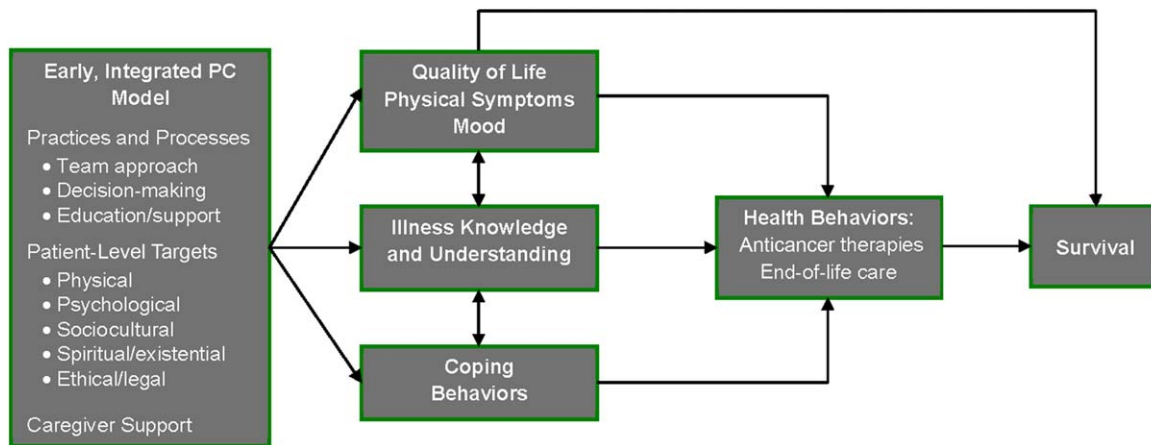 Early, Integrated PC
Model
Practices and Processes
• Team approach
• Decision-making
• Education/support
Patient-Level Targets
• Physical
• Psychological
• Sociocultural
• Spiritual/existential
• Ethical/legal
Caregiver Support
Quality of Life
Physical Symptoms
Mood
Illness Knowledge
and Understanding
Coping
Behaviors
Health Behaviors:
Anticancer therapies
End-of-life care
Survival